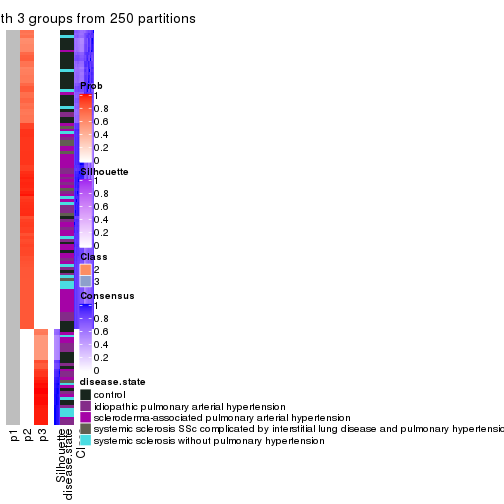 th 3 groups from 250 partitions
Prob
1
0.8
0.6
0.4
0.2
0
Silhouette
1
0.8
0.6
0.4
0.2
0
Class
2
3
Consensus
1
0.8
0.6
0.4
0.2
0
disease.state
control
idiopathic pulmonary arterial hypertension
scleroderma-associated pulmonary arterial hypertension
systemic sclerosis SSc complicated by interstitial lung disease and pulmonary hypertensio
systemic sclerosis without pulmonary hypertension
p1
p2
p3
Silhouette
disease.state
Cl